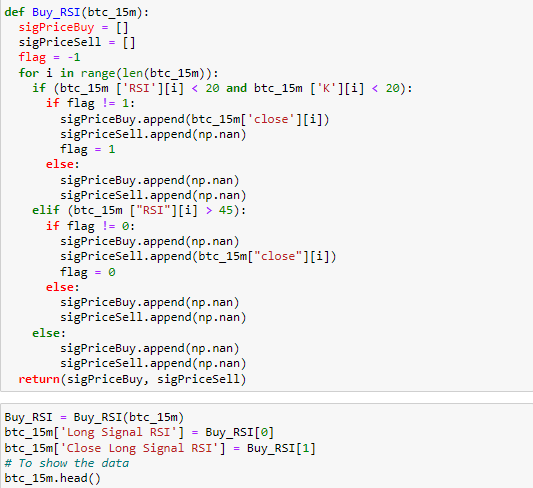 def Buy_RSI(btc_15m):
  sigPriceBuy = []
  sigPriceSell = []
  flag = -1
  for i in range(len(btc_15m)):
    if (btc_15m ['RSI'][i] < 20 and btc_15m ['K'][i] < 20):
      if flag != 1:
        sigPriceBuy.append(btc_15m['close'][i])
        sigPriceSell.append(np.nan)
        flag = 1
      else:
        sigPriceBuy.append(np.nan)
        sigPriceSell.append(np.nan)
    elif (btc_15m ["RSI"][i] > 45):
      if flag != 0:
        sigPriceBuy.append(np.nan)
        sigPriceSell.append(btc_15m["close"][i])
        flag = 0
      else:
        sigPriceBuy.append(np.nan)
        sigPriceSell.append(np.nan)
    else:
        sigPriceBuy.append(np.nan)
        sigPriceSell.append(np.nan)
  return(sigPriceBuy, sigPriceSell)
Buy_RSI = Buy_RSI(btc_15m)
btc_15m['Long Signal RSI'] = Buy_RSI[0]
btc_15m['Close Long Signal RSI'] = Buy_RSI[1]
# To show the data
btc_15m.head()